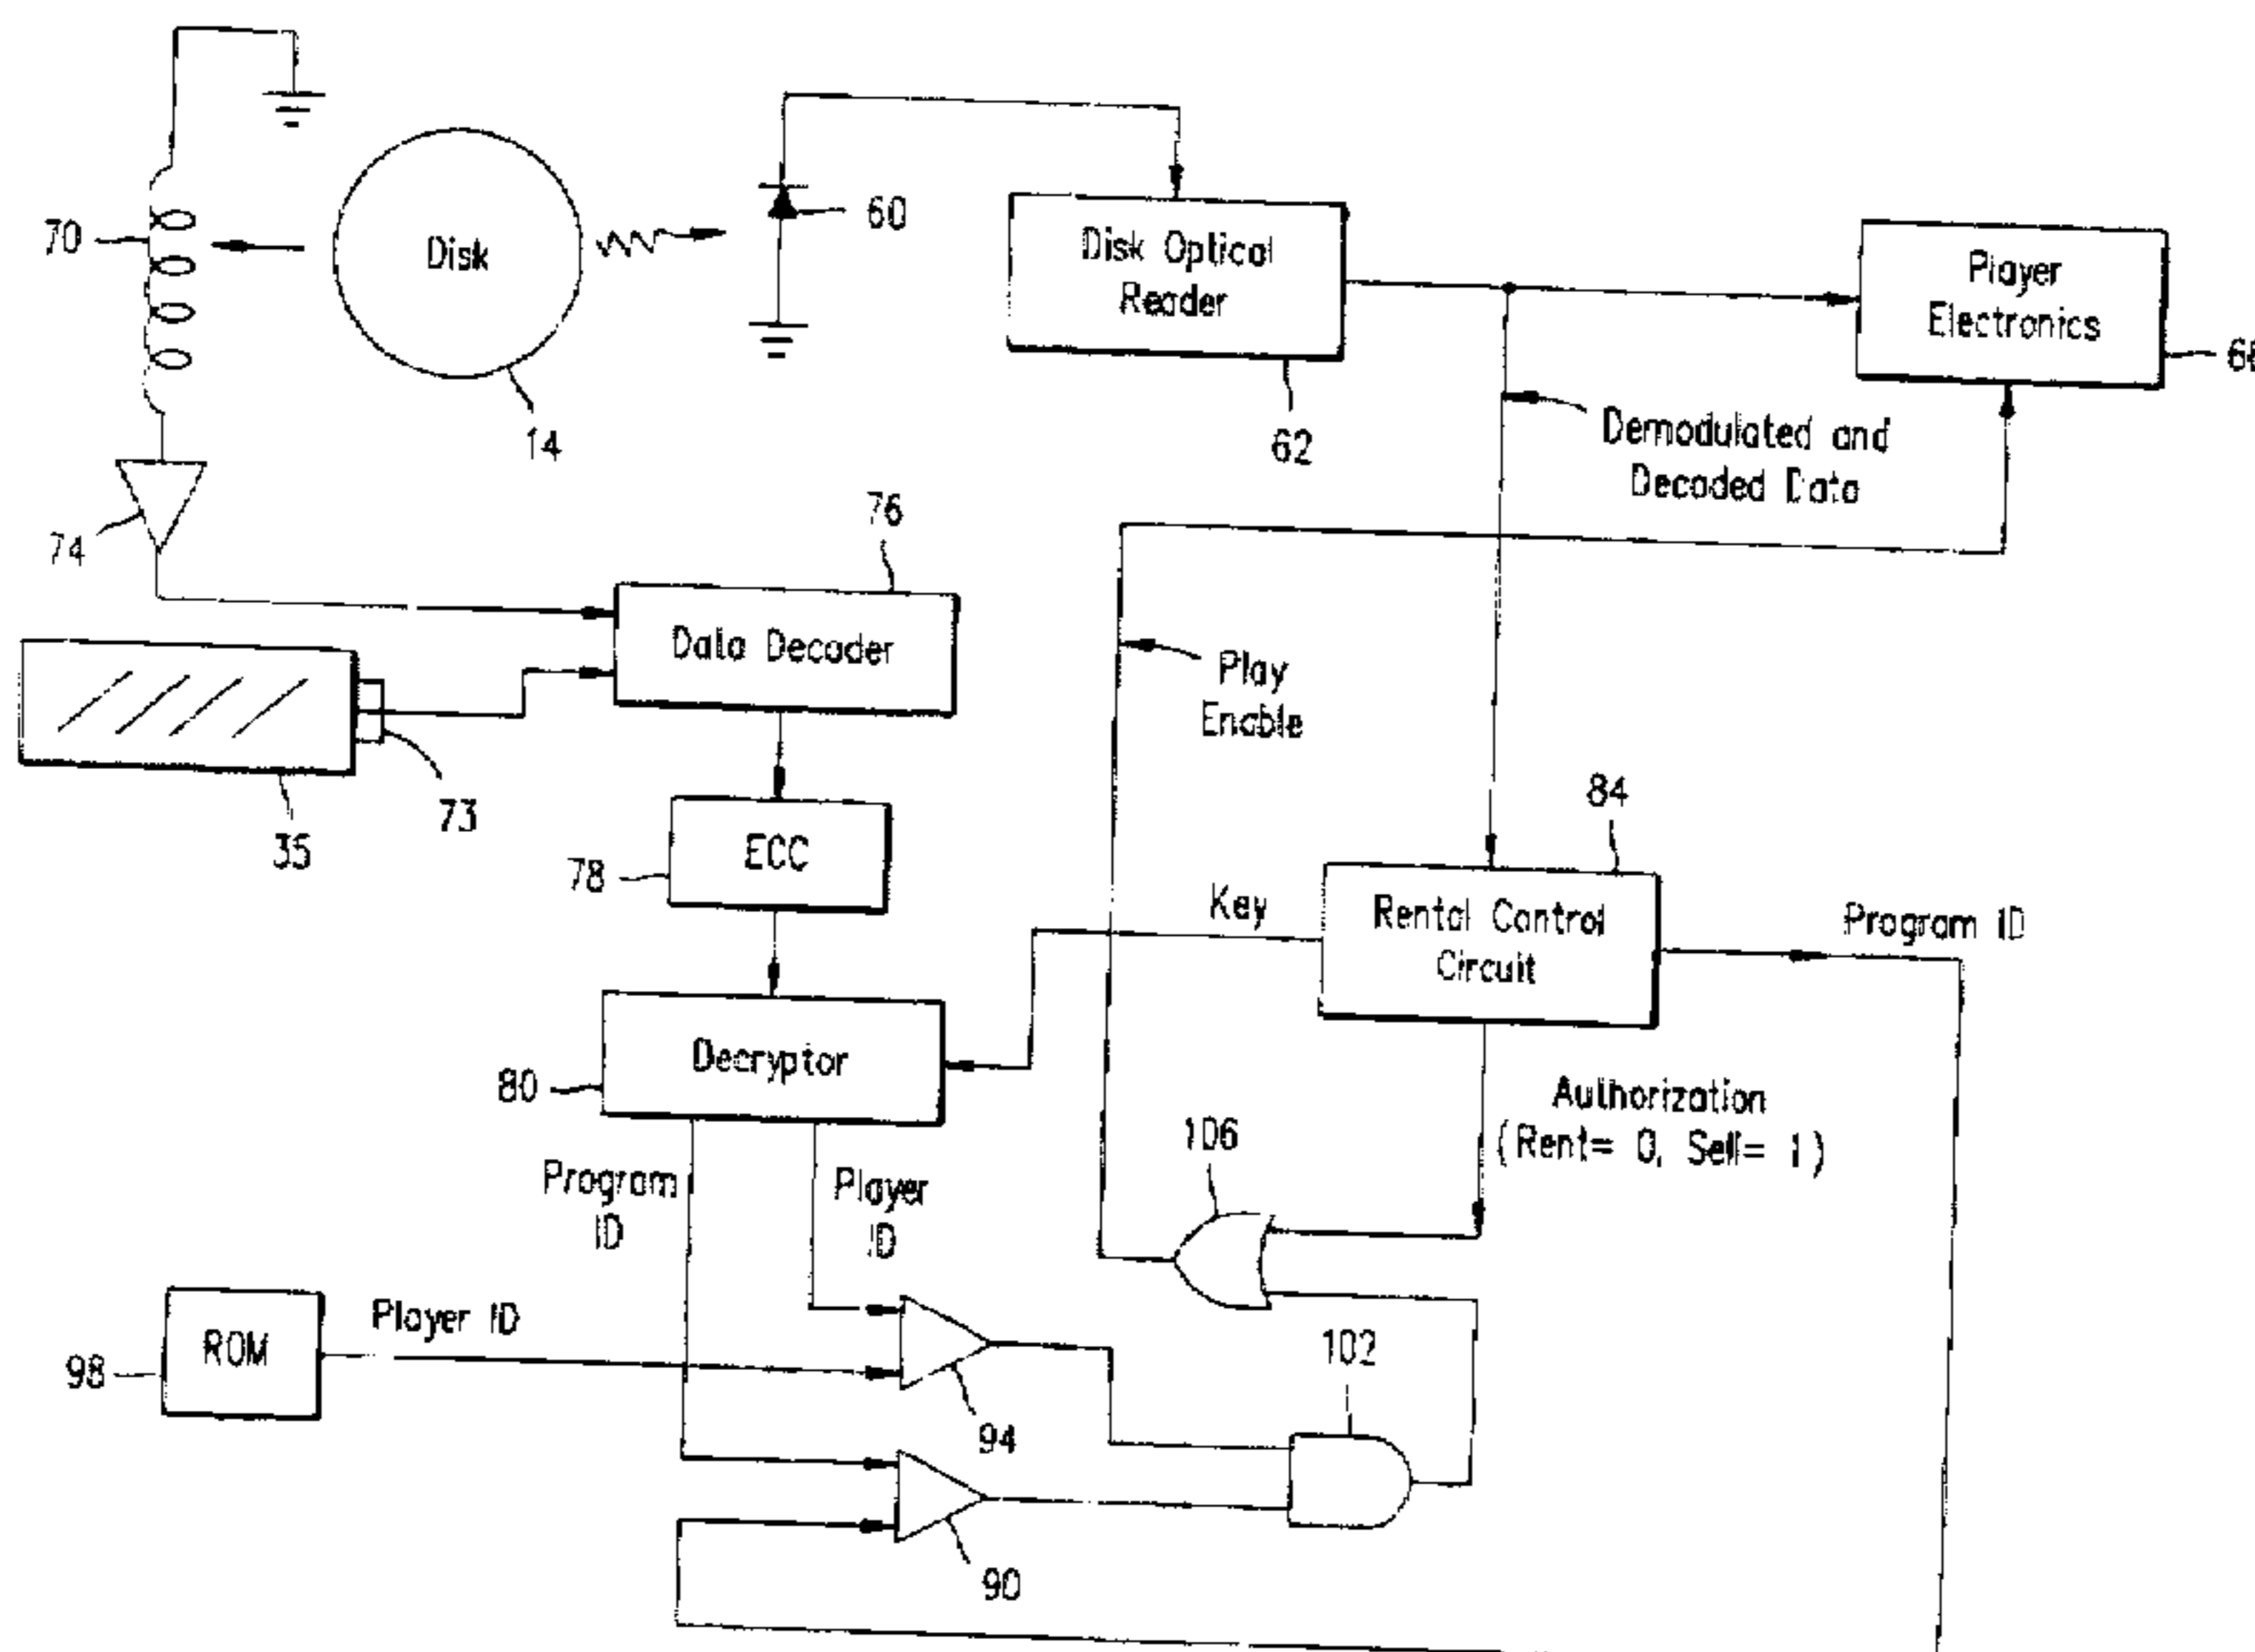 70
Disk
14
60
Disk Optical
Reader
62
Player
Electronics
Demodulated and
Decoded Data
74
76
Data Decoder
Play
Enable
35
73
ECC
78
84
Rental Control
Circuit
Key
Program ID
Decryptor
80
Authorization
(Rent= 0, Sell= 1)
106
Program
ID
Player
ID
ROM
98
Player ID
94
102
90